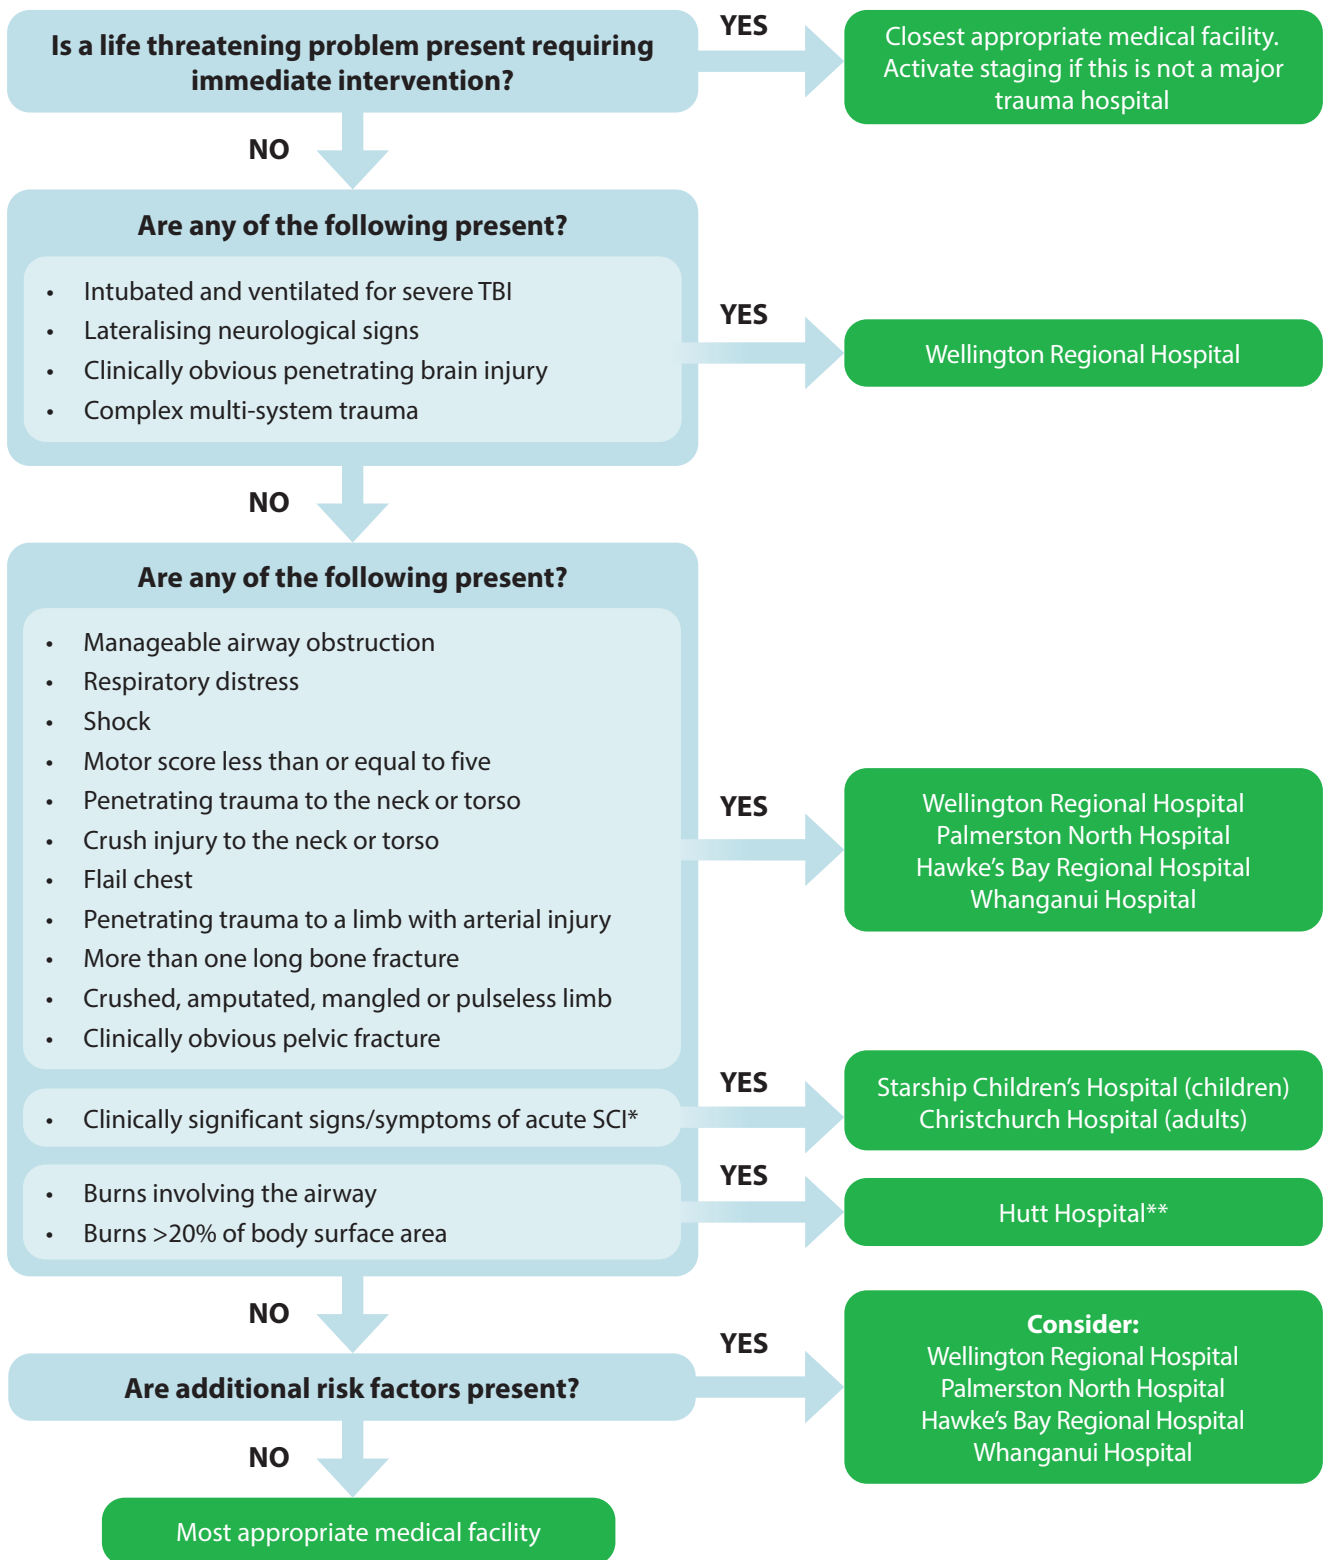 Is a life threatening problem present requiring
immediate intervention?
YES
Closest appropriate medical facility.
Activate staging if this is not a major
trauma hospital
NO
Are any of the following present?
• Intubated and ventilated for severe TBI
• Lateralising neurological signs
• Clinically obvious penetrating brain injury
• Complex multi-system trauma
YES
Wellington Regional Hospital
NO
Are any of the following present?
• Manageable airway obstruction
• Respiratory distress
• Shock
• Motor score less than or equal to five
• Penetrating trauma to the neck or torso
• Crush injury to the neck or torso
• Flail chest
• Penetrating trauma to a limb with arterial injury
• More than one long bone fracture
• Crushed, amputated, mangled or pulseless limb
• Clinically obvious pelvic fracture
YES
Wellington Regional Hospital
Palmerston North Hospital
Hawke's Bay Regional Hospital
Whanganui Hospital
• Clinically significant signs/symptoms of acute SCI*
YES
Starship Children's Hospital (children)
Christchurch Hospital (adults)
• Burns involving the airway
• Burns >20% of body surface area
YES
Hutt Hospital**
NO
Are additional risk factors present?
YES
Consider:
Wellington Regional Hospital
Palmerston North Hospital
Hawke's Bay Regional Hospital
Whanganui Hospital
NO
Most appropriate medical facility